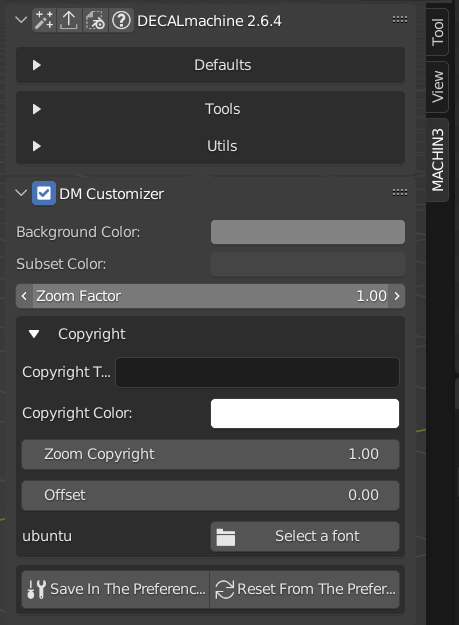 DECALmachine 2.6.4
Defaults
Tools
Utils
DM Customizer
Background Color:
Subset Color:
Zoom Factor 1.00
Copyright
Copyright T...
Copyright Color:
Zoom Copyright 1.00
Offset 0.00
ubuntu Select a font
Save In The Preferenc... Reset From The Prefer...
Tool
View
MACHIN3